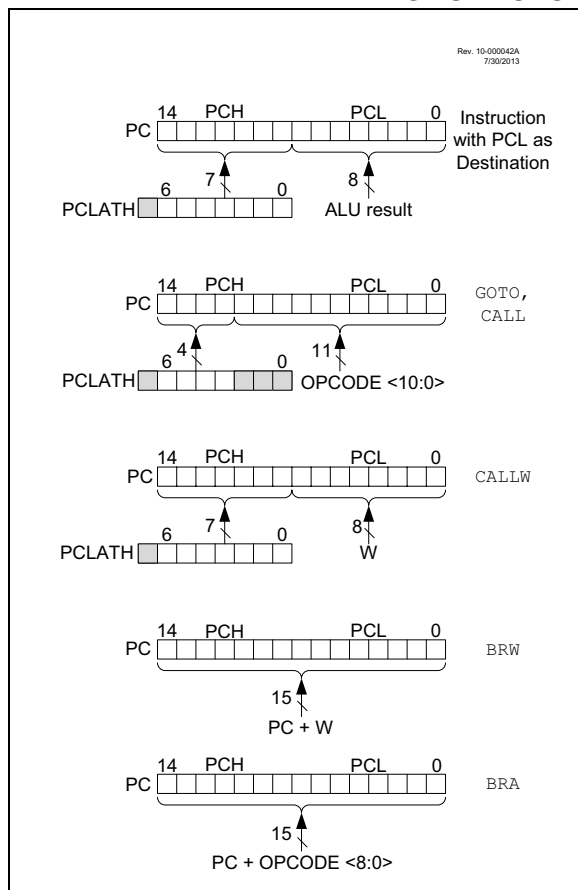 Rev. 10-000042A
7/30/2013
14 PCH PCL 0
PC
Instruction
with PCL as
Destination
6 7 0 8
PCLATH
ALU result
14 PCH PCL 0
PC
GOTO,
CALL
6 4 0 11
PCLATH
OPCODE <10:0>
14 PCH PCL 0
PC
CALLW
6 7 0 8
PCLATH
W
14 PCH PCL 0
PC
BRW
15
PC + W
14 PCH PCL 0
PC
BRA
15
PC + OPCODE <8:0>